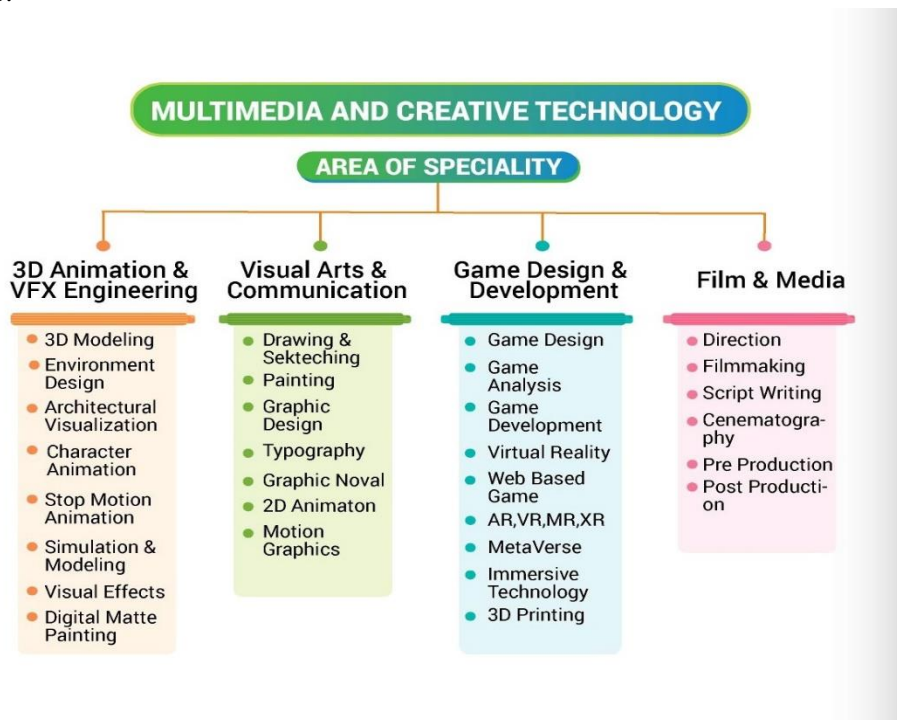 MULTIMEDIA AND CREATIVE TECHNOLOGY
AREA OF SPECIALITY
3D Animation &
VFX Engineering
3D Modeling
Environment
Design
Architectural
Visualization
Character
Animation
Stop Motion
Animation
Simulation &
Modeling
Visual Effects
Digital Matte
Painting
Visual Arts &
Communication
Drawing &
Sekteching
Painting
Graphic
Design
Typography
Graphic Noval
2D Animaton
Motion
Graphics
Game Design &
Development
Game Design
Game
Analysis
Game
Development
Virtual Reality
Web Based
Game
AR,VR,MR,XR
MetaVerse
Immersive
Technology
3D Printing
Film & Media
Direction
Filmmaking
Script Writing
Cenematogra-
phy
Pre Production
Post Producti-
on